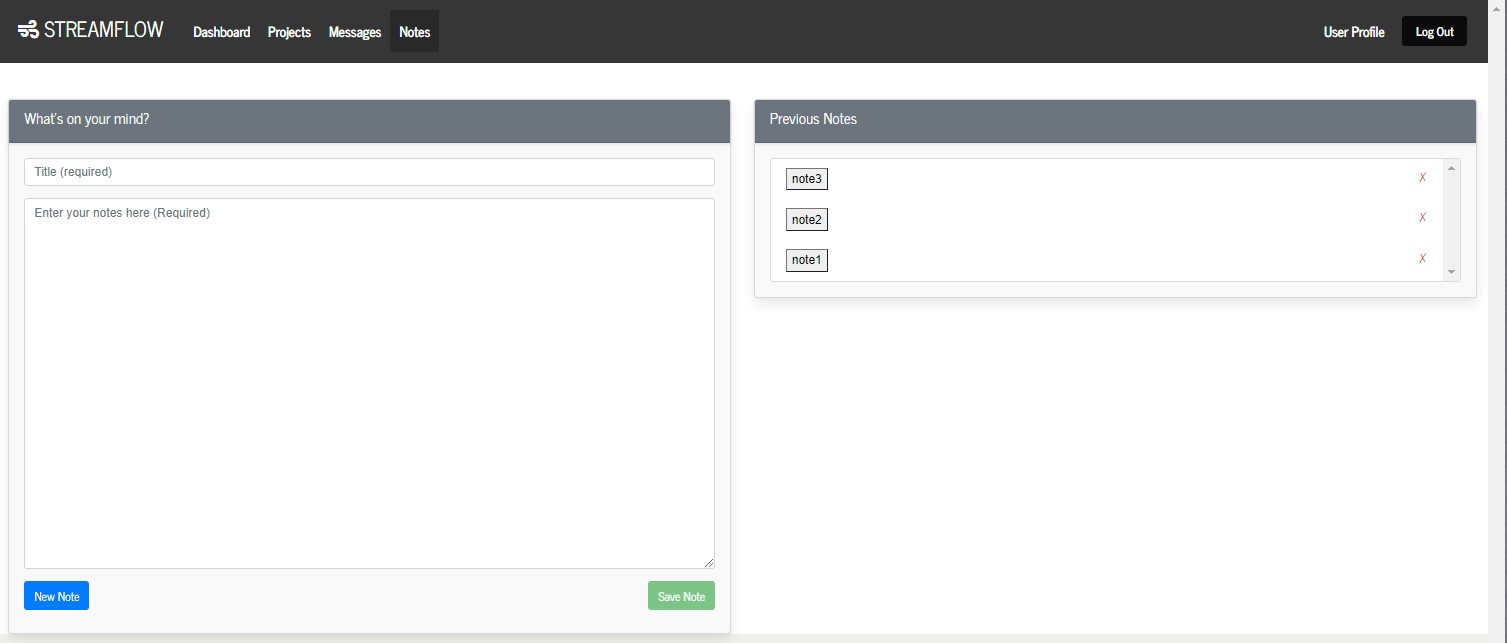 STREAMFLOW Dashboard Projects Messages Notes User Profile Log Out
What's on your mind?
Title (required)
Enter your notes here (Required)
New Note Save Note
Previous Notes
note3 X
note2 X
note1 X